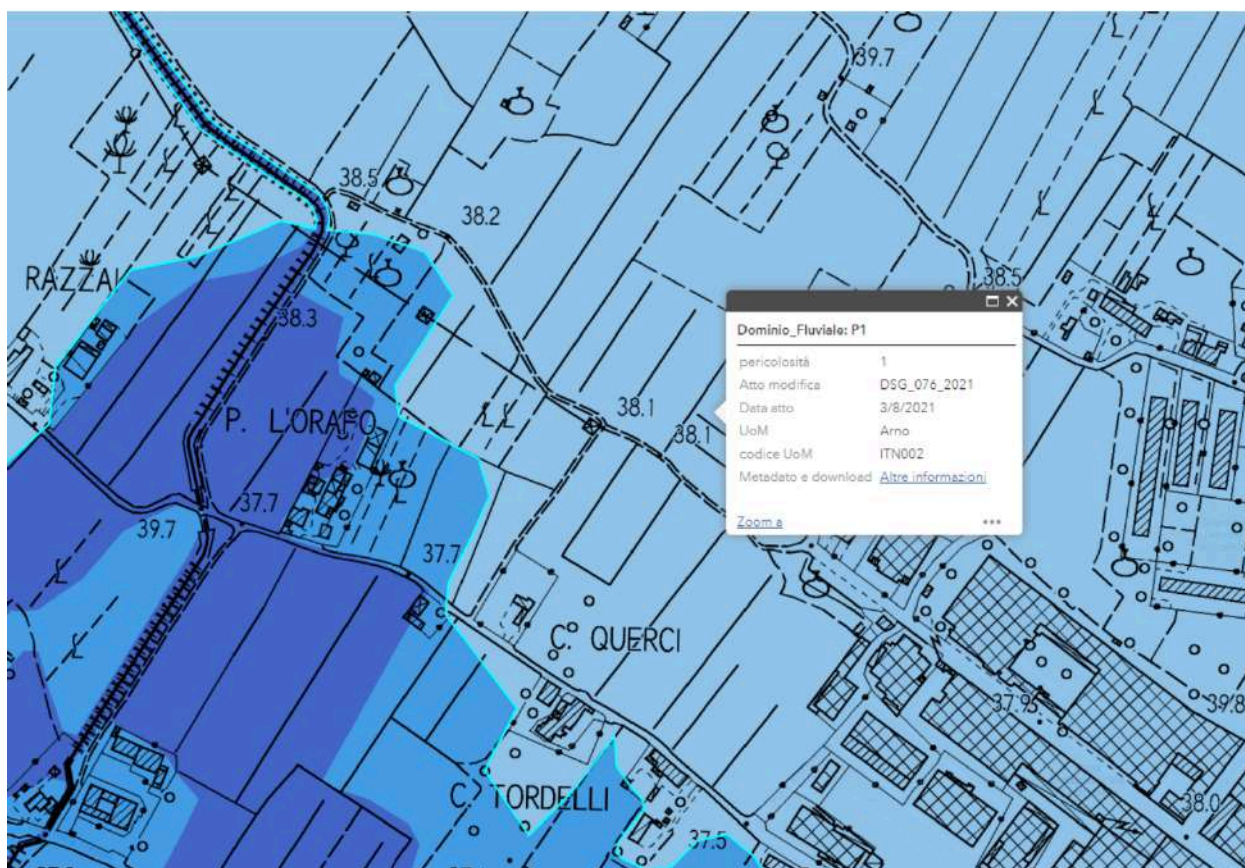 39.7
38.5
38.2
RAZZAI
38.3
38.5
Dominio_Fluviale: P1
pericolosità 1
Atto modifica DSG_076_2021
Data atto 3/8/2021
UoM Arno
codice UoM ITN002
Metadato e download Altre informazioni
Zoom a
38.1
38.1
P. L'ORAFO
37.7
39.7
37.7
C. QUERCI
37.9
39.8
C. TORDELLI
38.0
37.5